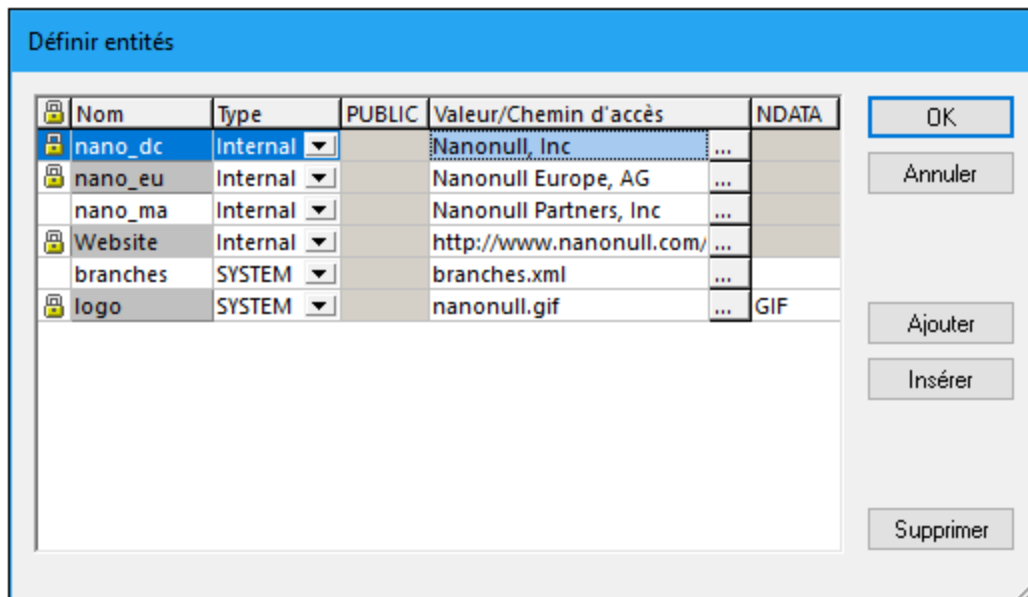 Définir entités
Nom Type PUBLIC Valeur/Chemin d'accès NDATA
nano_dc Internal Nanonull, Inc ...
nano_eu Internal Nanonull Europe, AG ...
nano_ma Internal Nanonull Partners, Inc ...
Website Internal http://www.nanonull.com/ ...
branches SYSTEM branches.xml ...
logo SYSTEM nanonull.gif ... GIF
OK
Annuler
Ajouter
Insérer
Supprimer